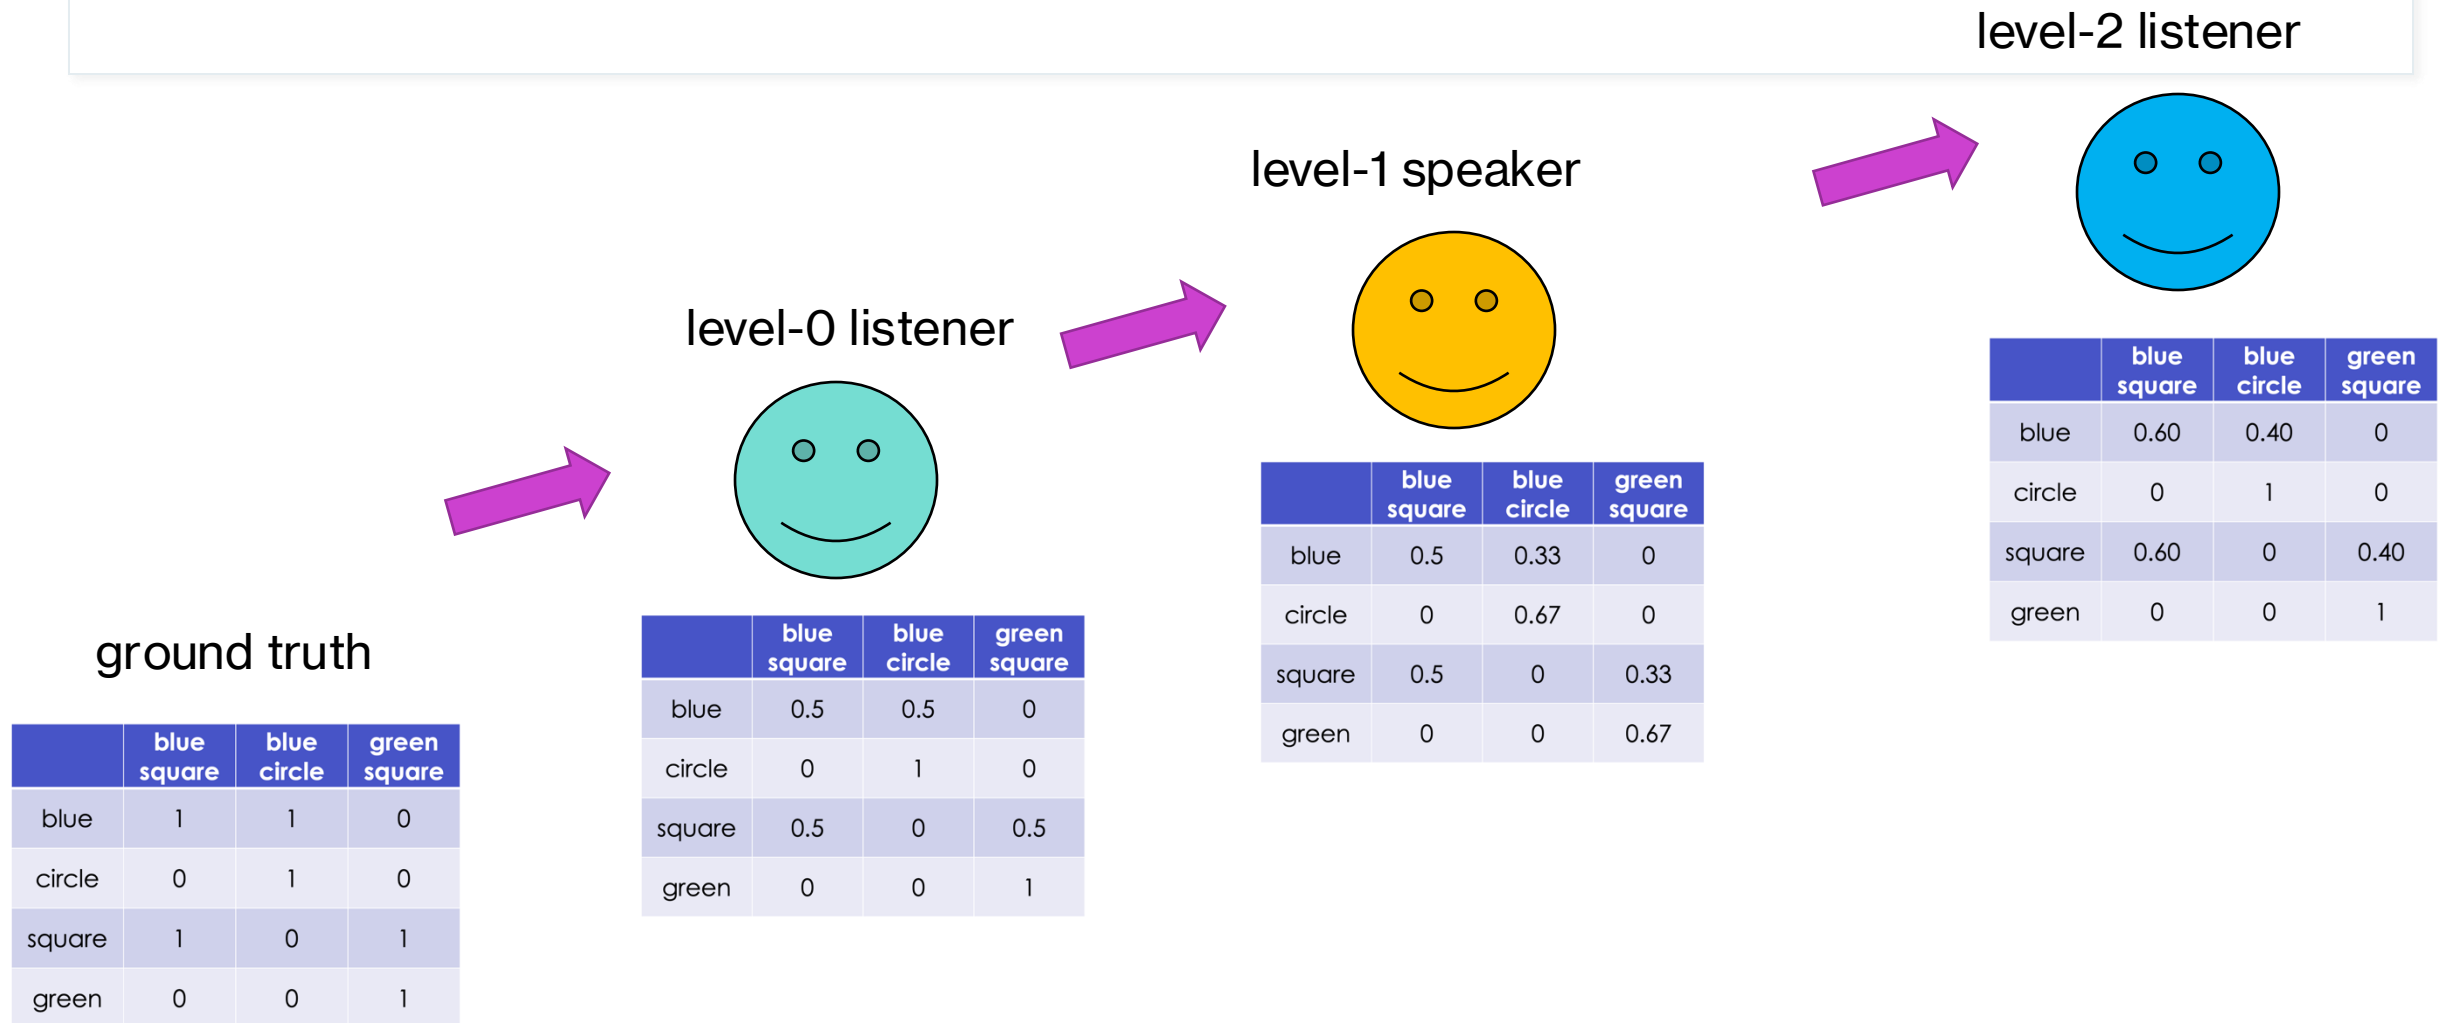 level-2 listener
level-1 speaker
level-0 listener
ground truth
blue square blue circle green square
blue 1 1 0
circle 0 1 0
square 1 0 1
green 0 0 1
blue square blue circle green square
blue 0.5 0.5 0
circle 0 1 0
square 0.5 0 0.5
green 0 0 1
blue square blue circle green square
blue 0.5 0.33 0
circle 0 0.67 0
square 0.5 0 0.33
green 0 0 0.67
blue square blue circle green square
blue 0.60 0.40 0
circle 0 1 0
square 0.60 0 0.40
green 0 0 1